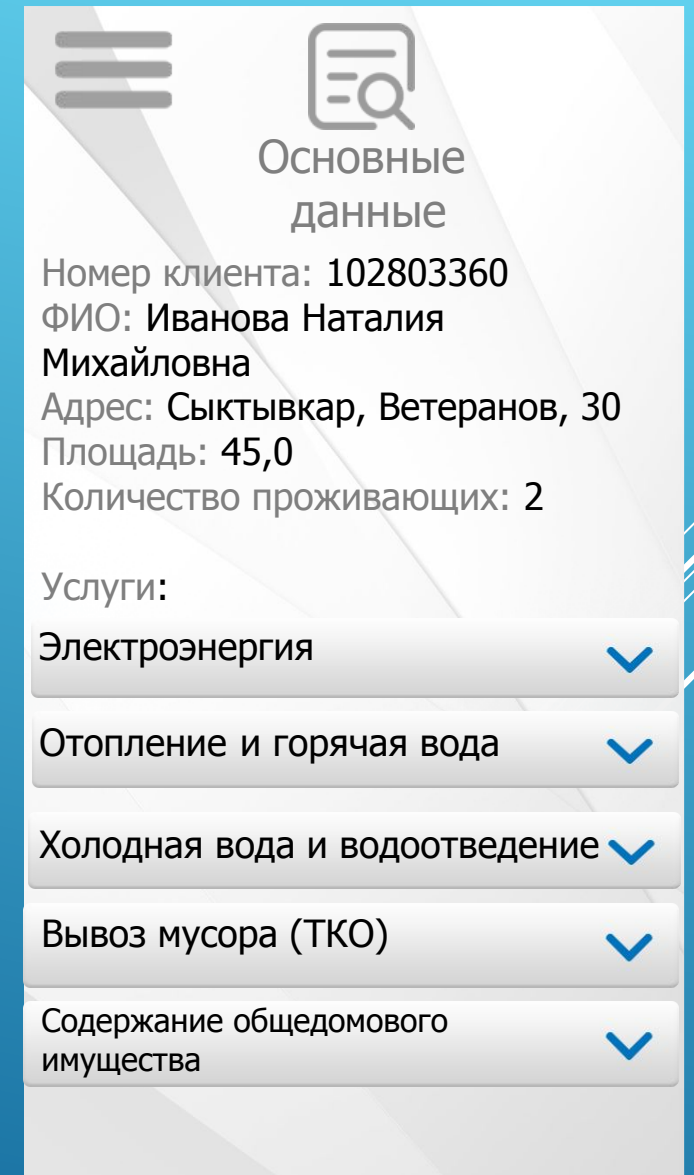 Основные
данные
Номер клиента: 102803360
ФИО: Иванова Наталия
Михайловна
Адрес: Сыктывкар, Ветеранов, 30
Площадь: 45,0
Количество проживающих: 2
Услуги:
Электроэнергия
Отопление и горячая вода
Холодная вода и водоотведение
Вывоз мусора (ТКО)
Содержание общедомового
имущества